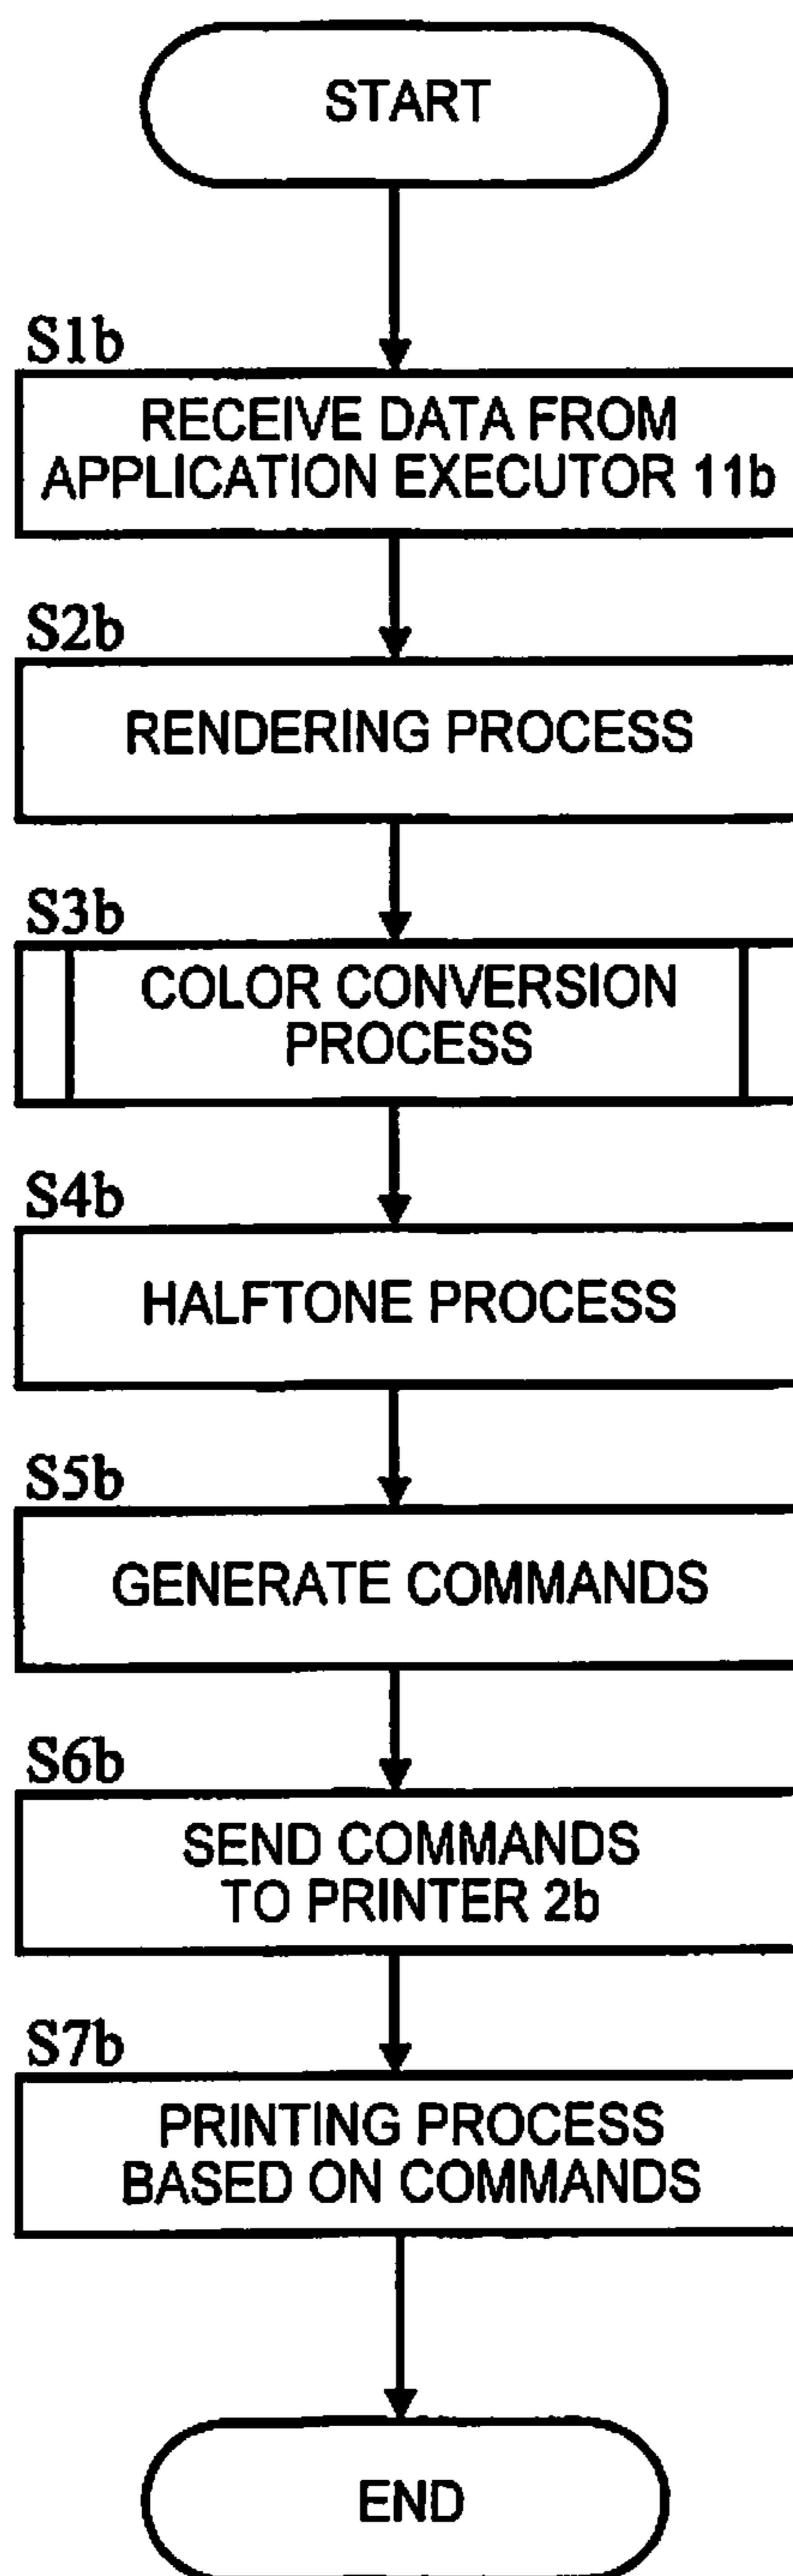 START
S1b
RECEIVE DATA FROM
APPLICATION EXECUTOR 11b
S2b
RENDERING PROCESS
S3b
COLOR CONVERSION
PROCESS
S4b
HALFTONE PROCESS
S5b
GENERATE COMMANDS
S6b
SEND COMMANDS
TO PRINTER 2b
S7b
PRINTING PROCESS
BASED ON COMMANDS
END